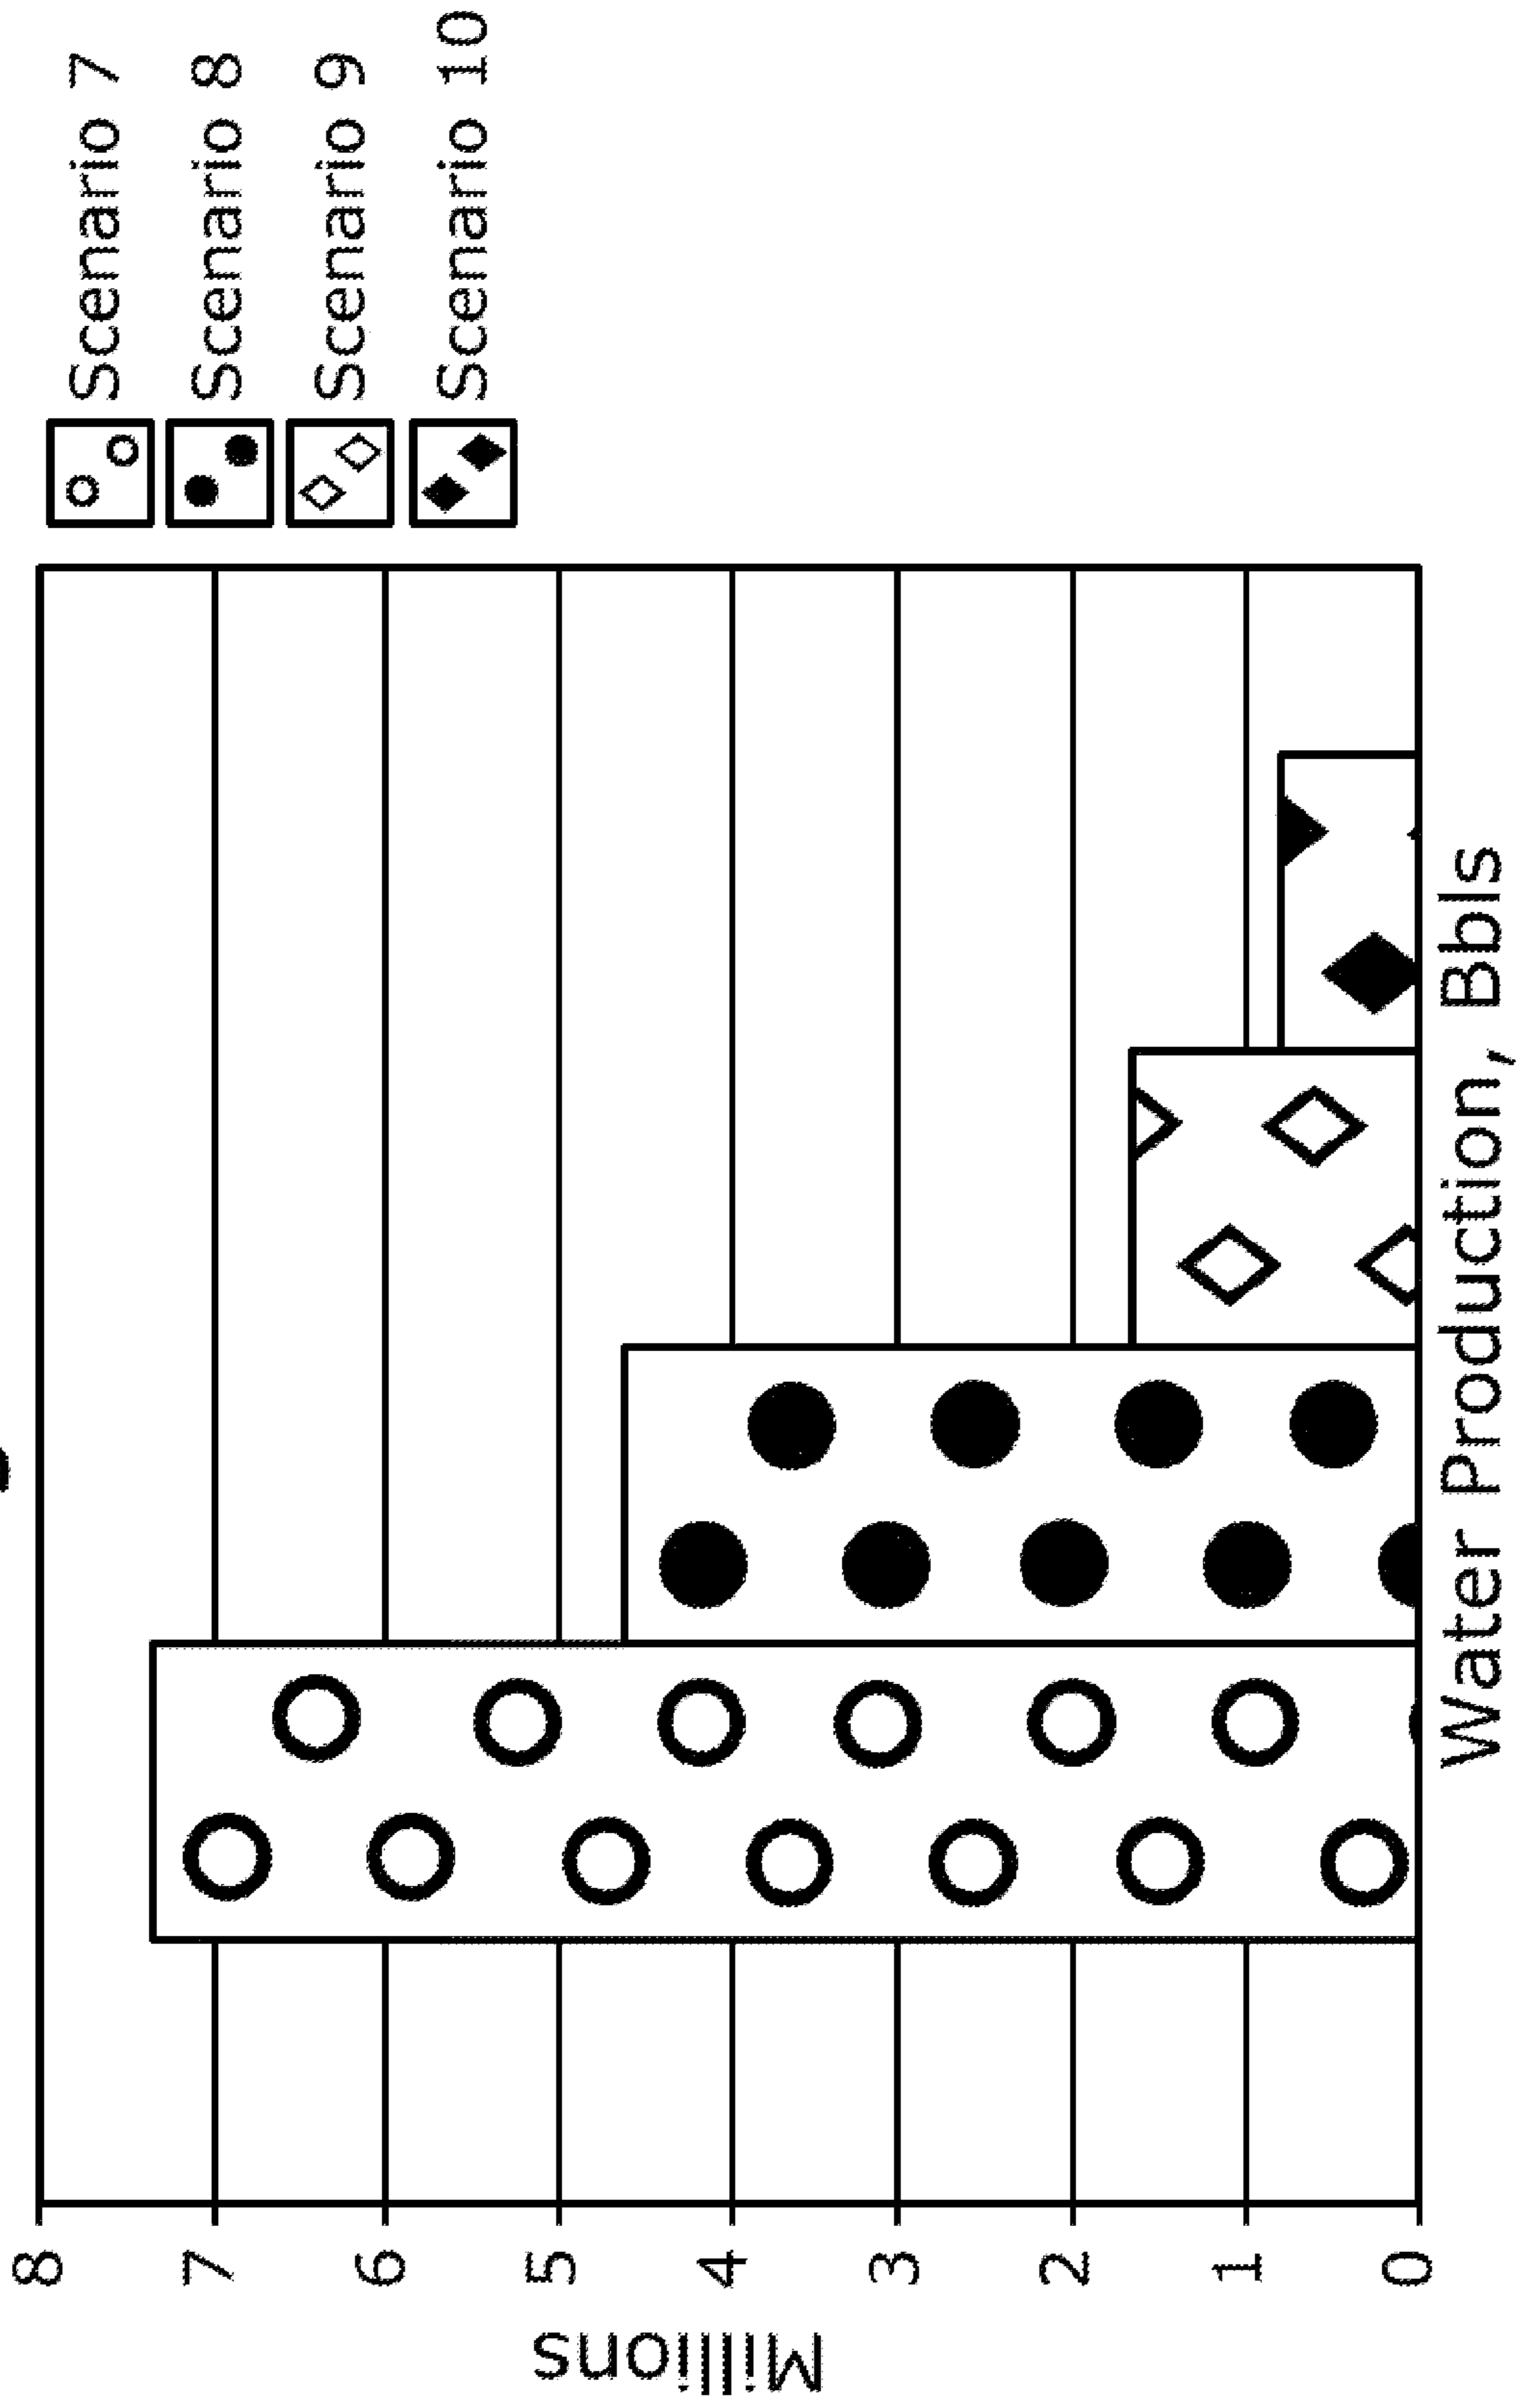 Millions
8
7
6
5
4
3
2
1
0
Water Production, Bbls
Scenario 7
Scenario 8
Scenario 9
Scenario 10